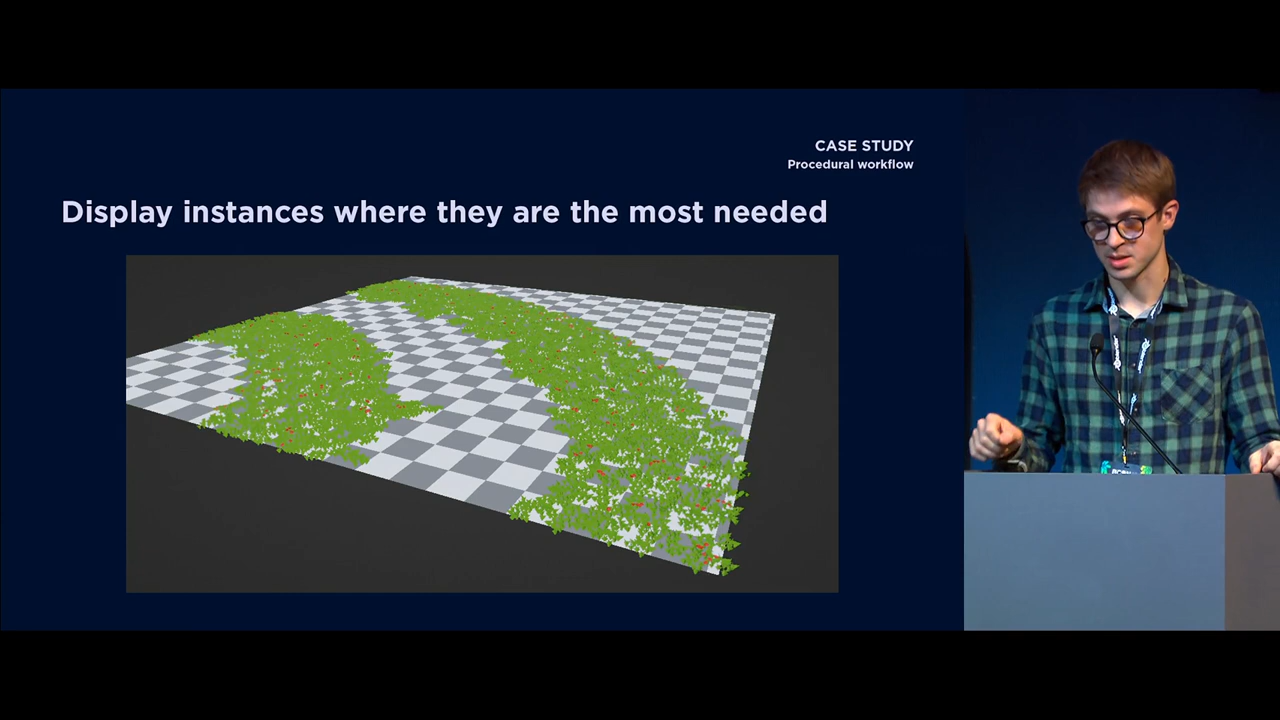 CASE STUDY
Procedural workflow
Display instances where they are the most needed